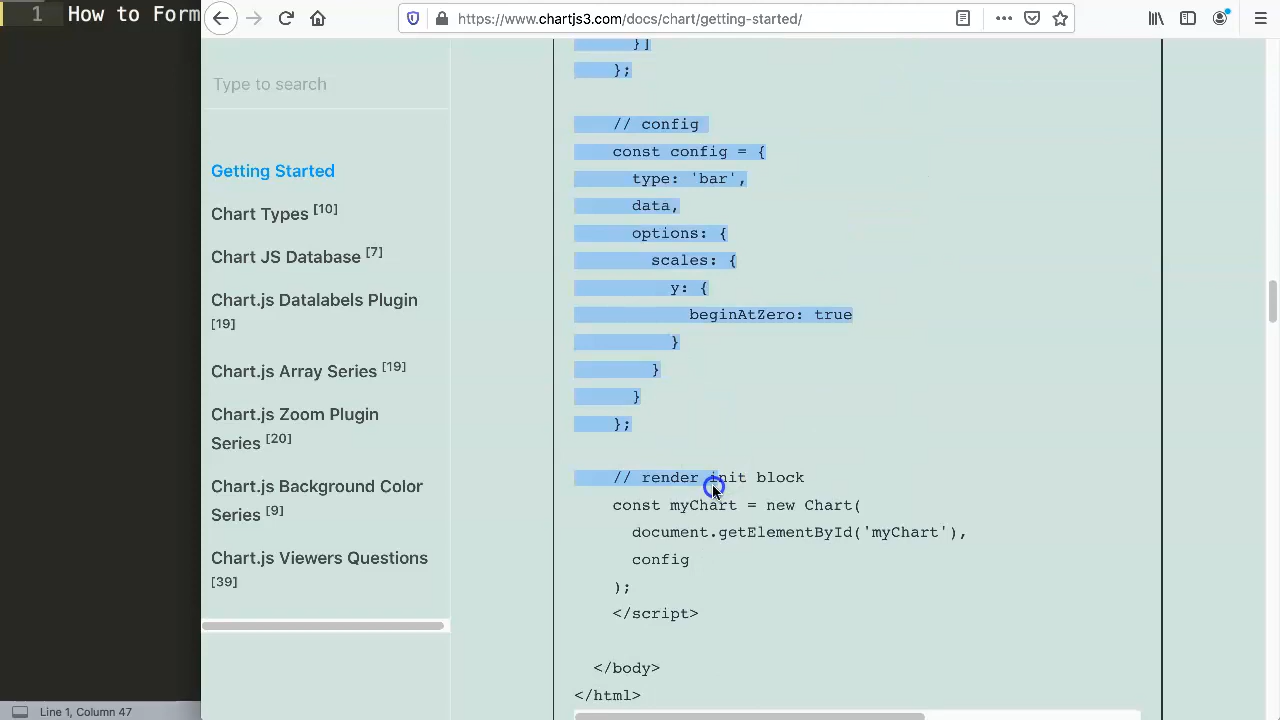 1 How to Form
https://www.chartjs3.com/docs/chart/getting-started/
Type to search
Getting Started
Chart Types [10]
Chart JS Database [7]
Chart.js Datalabels Plugin
[19]
Chart.js Array Series [19]
Chart.js Zoom Plugin
Series [20]
Chart.js Background Color
Series [9]
Chart.js Viewers Questions
[39]
}]
};
// config
const config = {
type: 'bar',
data,
options: {
scales: {
y: {
beginAtZero: true
}
}
}
};
// render init block
const myChart = new Chart(
document.getElementById('myChart'),
config
);
</script>
</body>
</html>
Line 1, Column 47